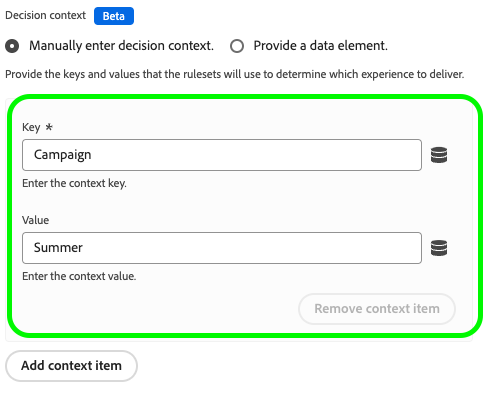 Decision context Beta
Manually enter decision context. Provide a data element.
Provide the keys and values that the rulesets will use to determine which experience to deliver.
Key *
Campaign
Enter the context key.
Value
Summer
Enter the context value.
Remove context item
Add context item